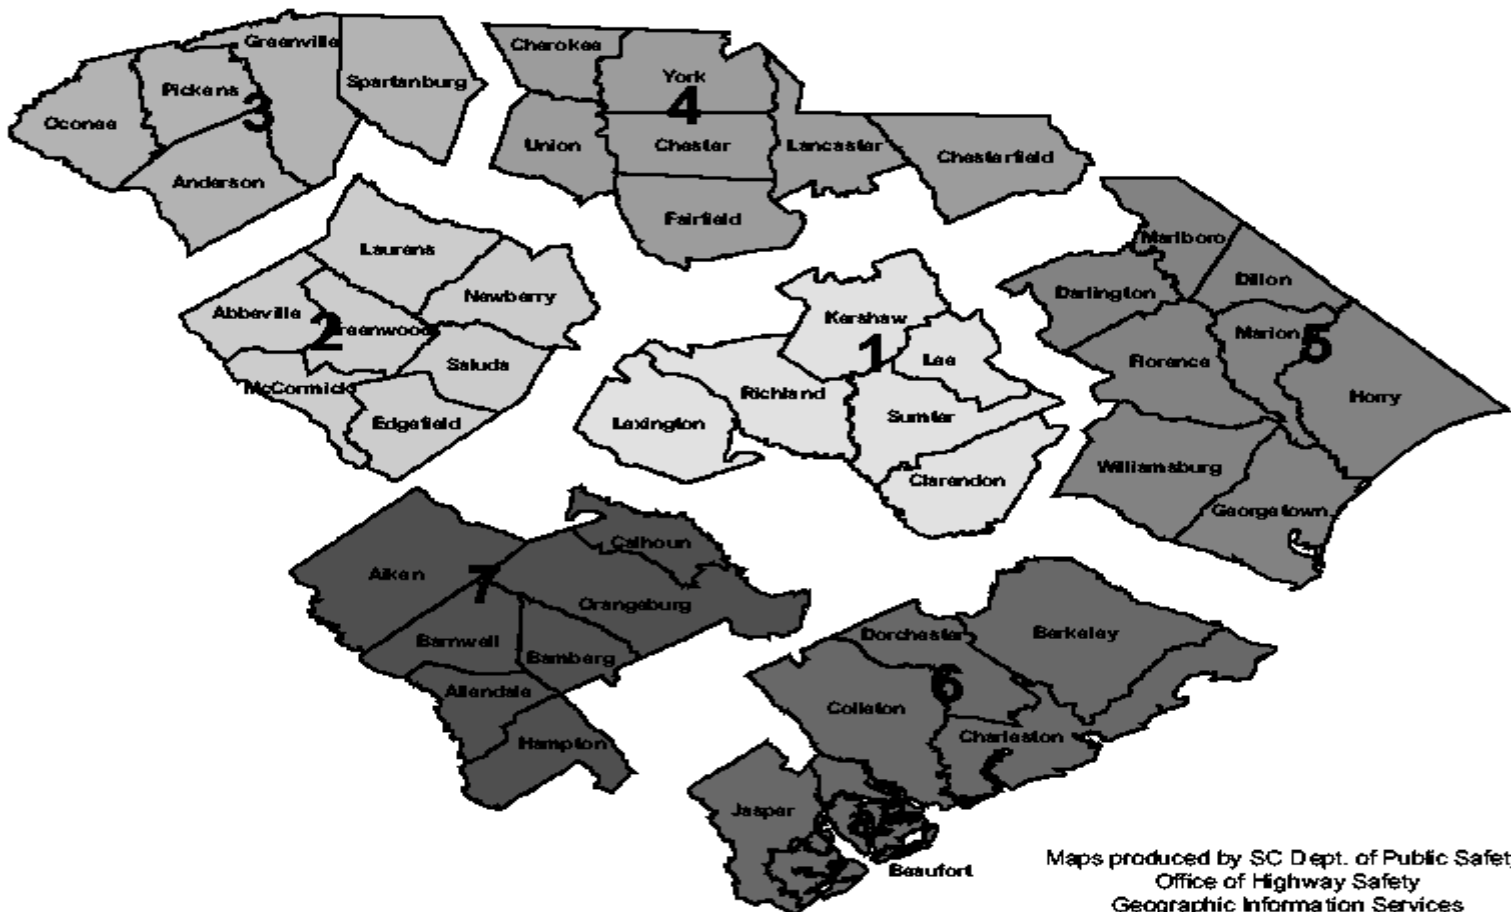 Greenville
Cherokee
York
Spartanburg
Pickens
4
3
Oconee
Union
Chester
Lancaster
Chesterfield
Anderson
Fairfield
Laurens
Marlboro
Dillon
Newberry
Darlington
Abbeville
Kershaw
2
Greenwood
1
Marion
5
Lee
Florence
Saluda
McCormick
Richland
Horry
Lexington
Sumter
Edgefield
Williamsburg
Clarendon
Georgetown
Calhoun
Aiken
7
Orangeburg
Dorchester
Berkeley
Barnwell
Bamberg
6
Allendale
Colleton
Charleston
Hampton
Jasper
Beaufort
Maps produced by SC Dept. of Public Safety
Office of Highway Safety
Geographic Information Services